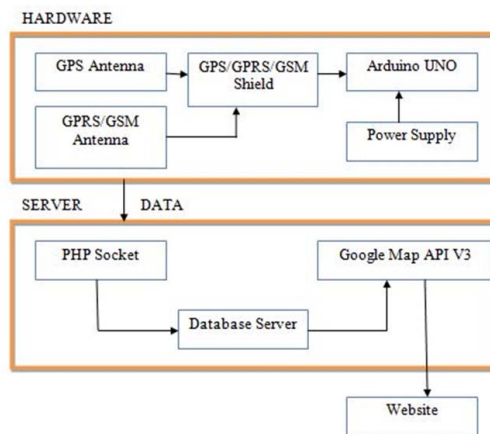 HARDWARE
GPS Antenna
GPS/GPRS/GSM
Shield
Arduino UNO
GPRS/GSM
Antenna
Power Supply
SERVER
DATA
PHP Socket
Google Map API V3
Database Server
Website